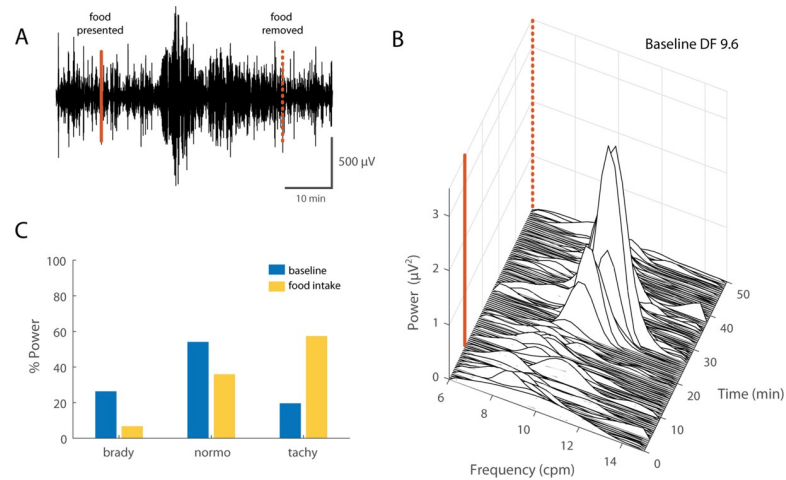 A
food
presented
food
removed
500 μV
10 min
B
Baseline DF 9.6
Power (μV²)
3
2
1
0
6
8
10
12
14
Frequency (cpm)
0
10
20
30
40
50
Time (min)
C
% Power
100
80
60
40
20
0
baseline
food intake
brady
normo
tachy